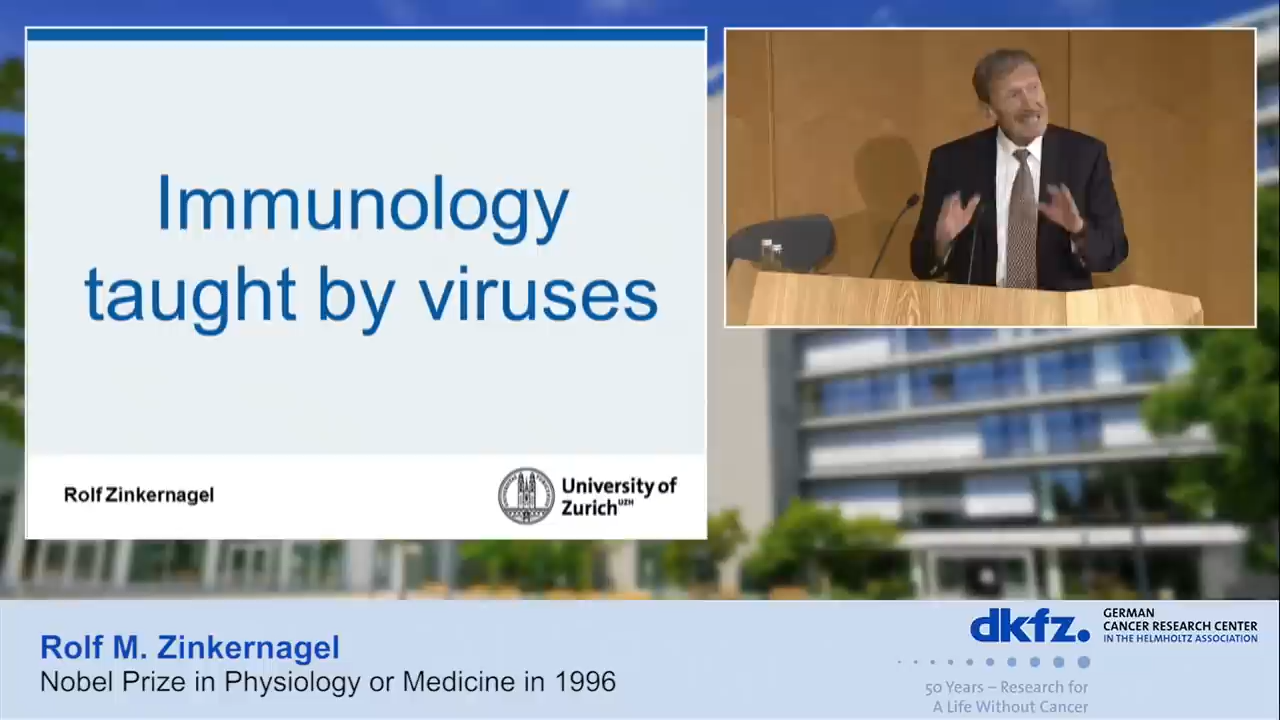 Immunology
taught by viruses
Rolf Zinkernagel
University of
Zurich UZH
Rolf M. Zinkernagel
Nobel Prize in Physiology or Medicine in 1996
dkfz.
GERMAN
CANCER RESEARCH CENTER
IN THE HELMHOLTZ ASSOCIATION
50 Years – Research for
A Life Without Cancer